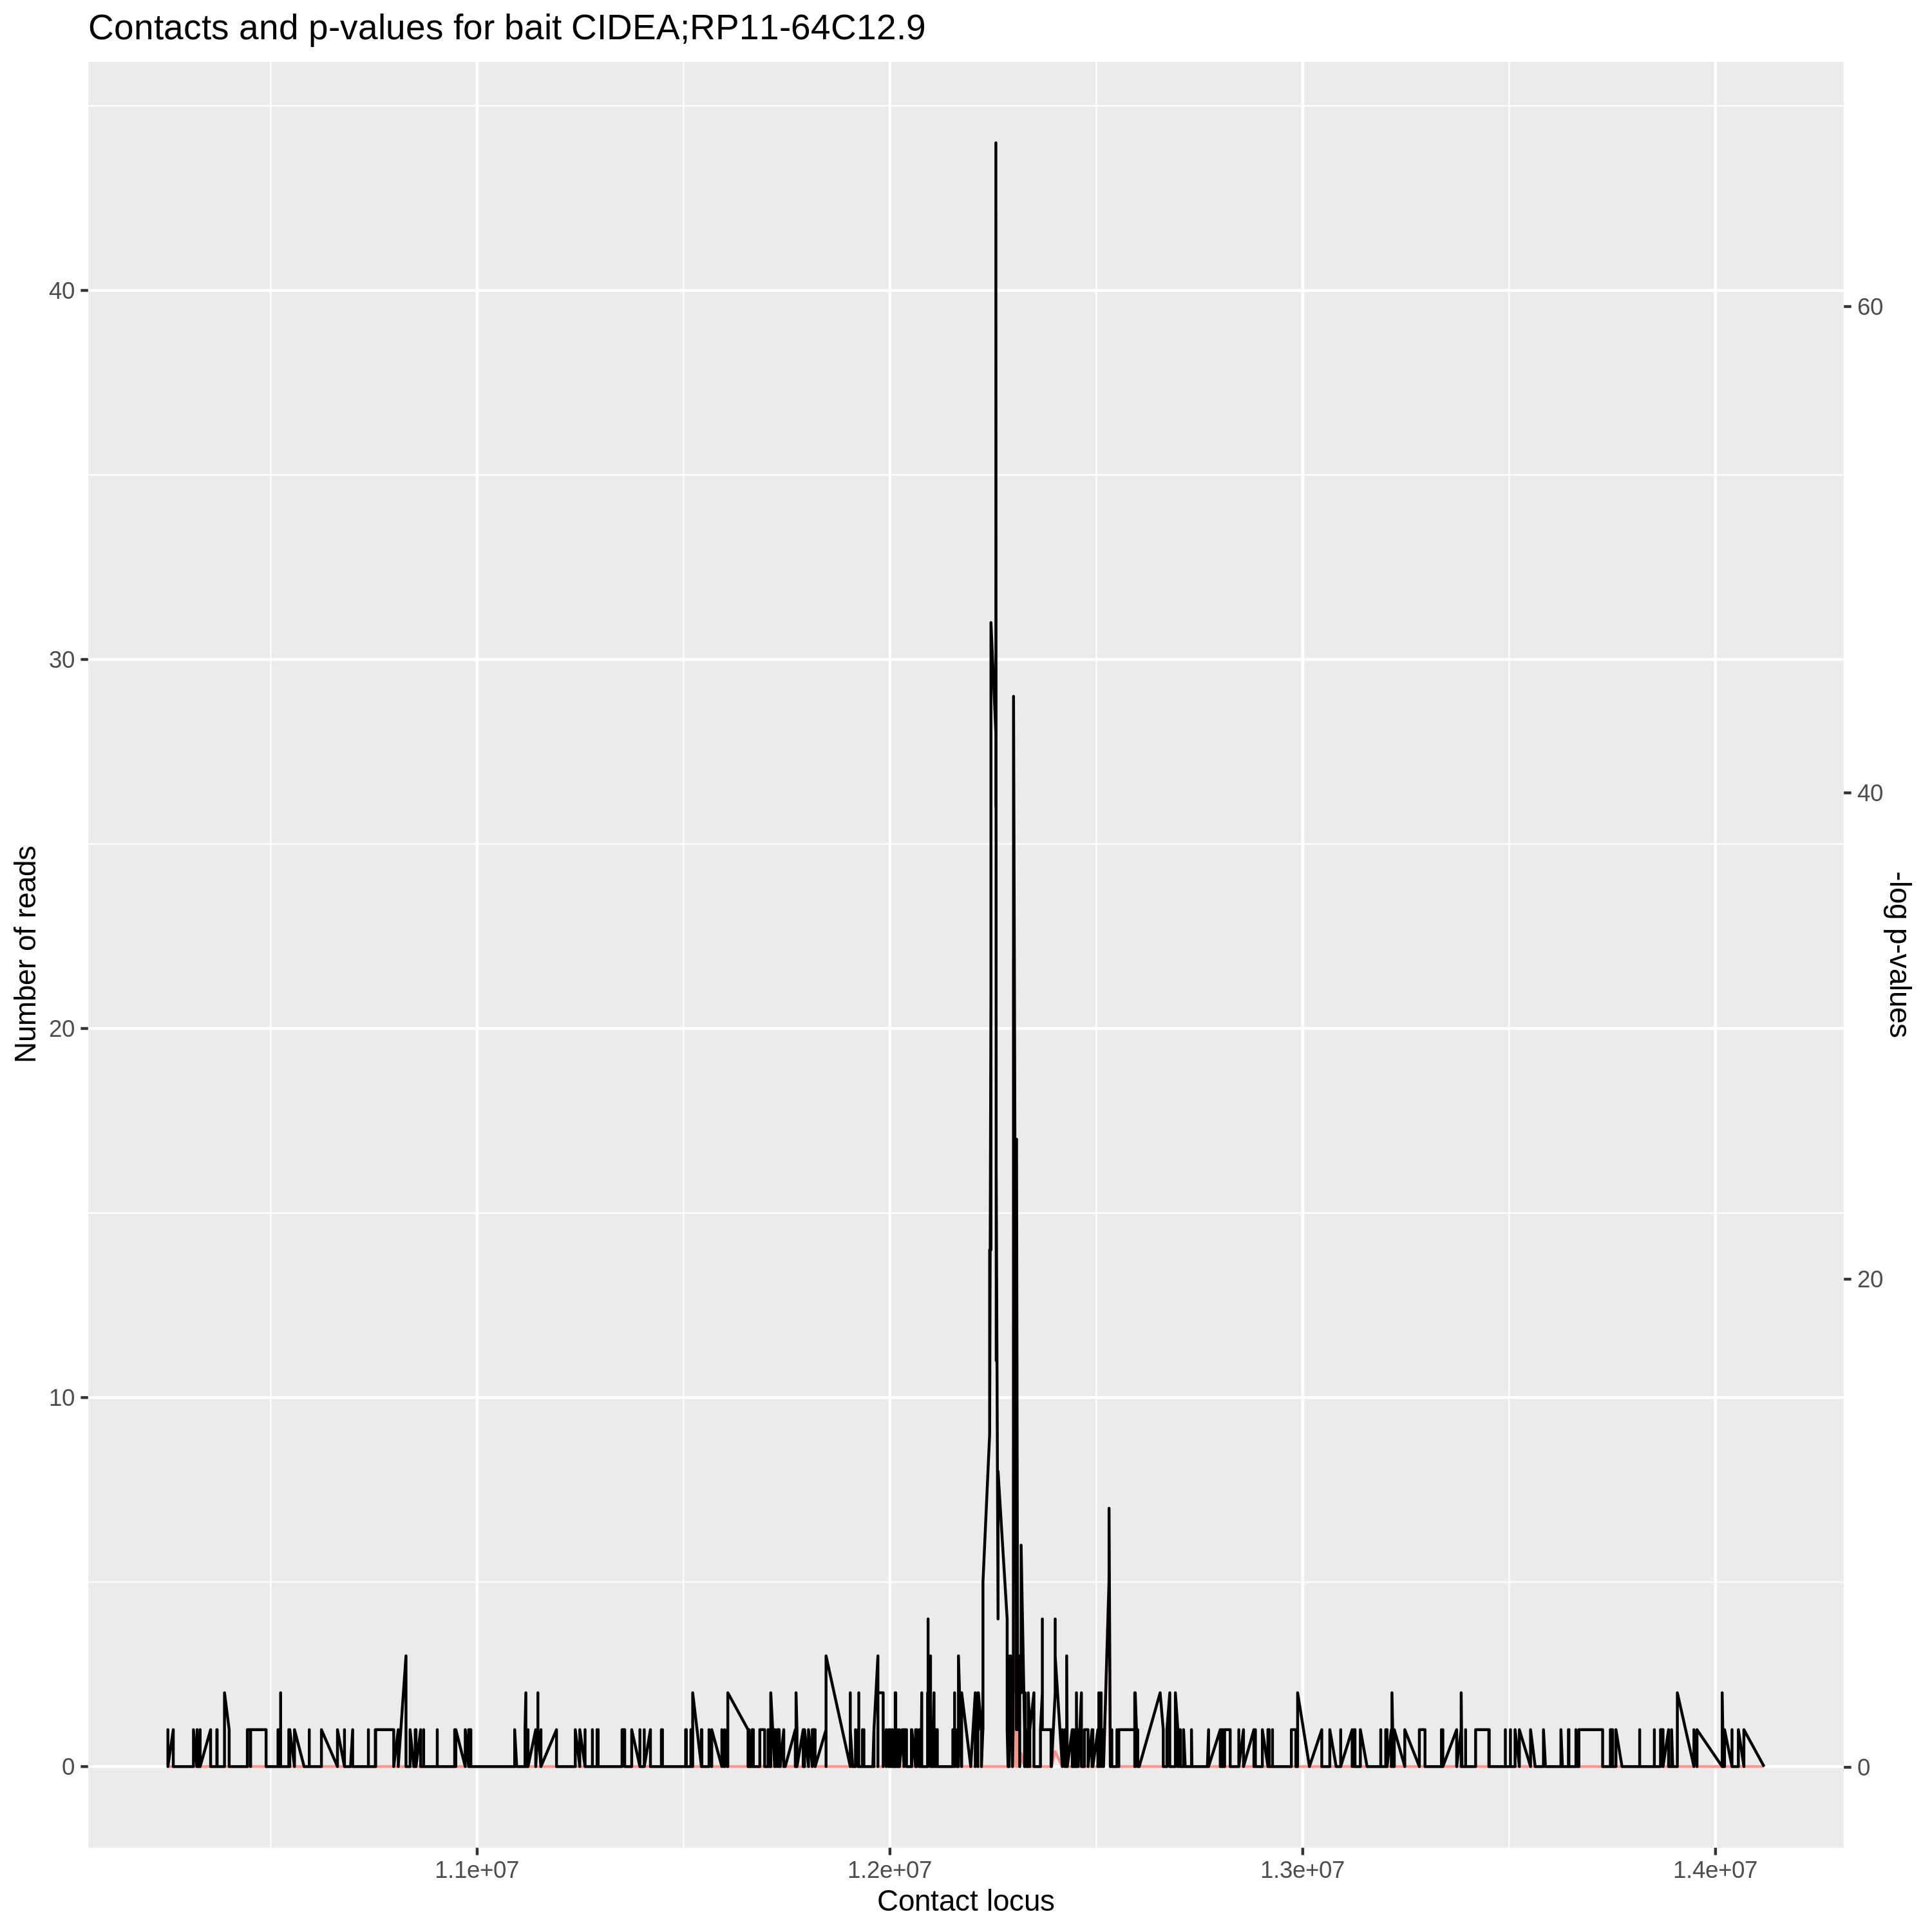 Contacts and p-values for bait CIDEA;RP11-64C12.9
40
30
20
10
0
Number of reads
60
40
20
0
-log p-values
1.1e+07
1.2e+07
1.3e+07
1.4e+07
Contact locus